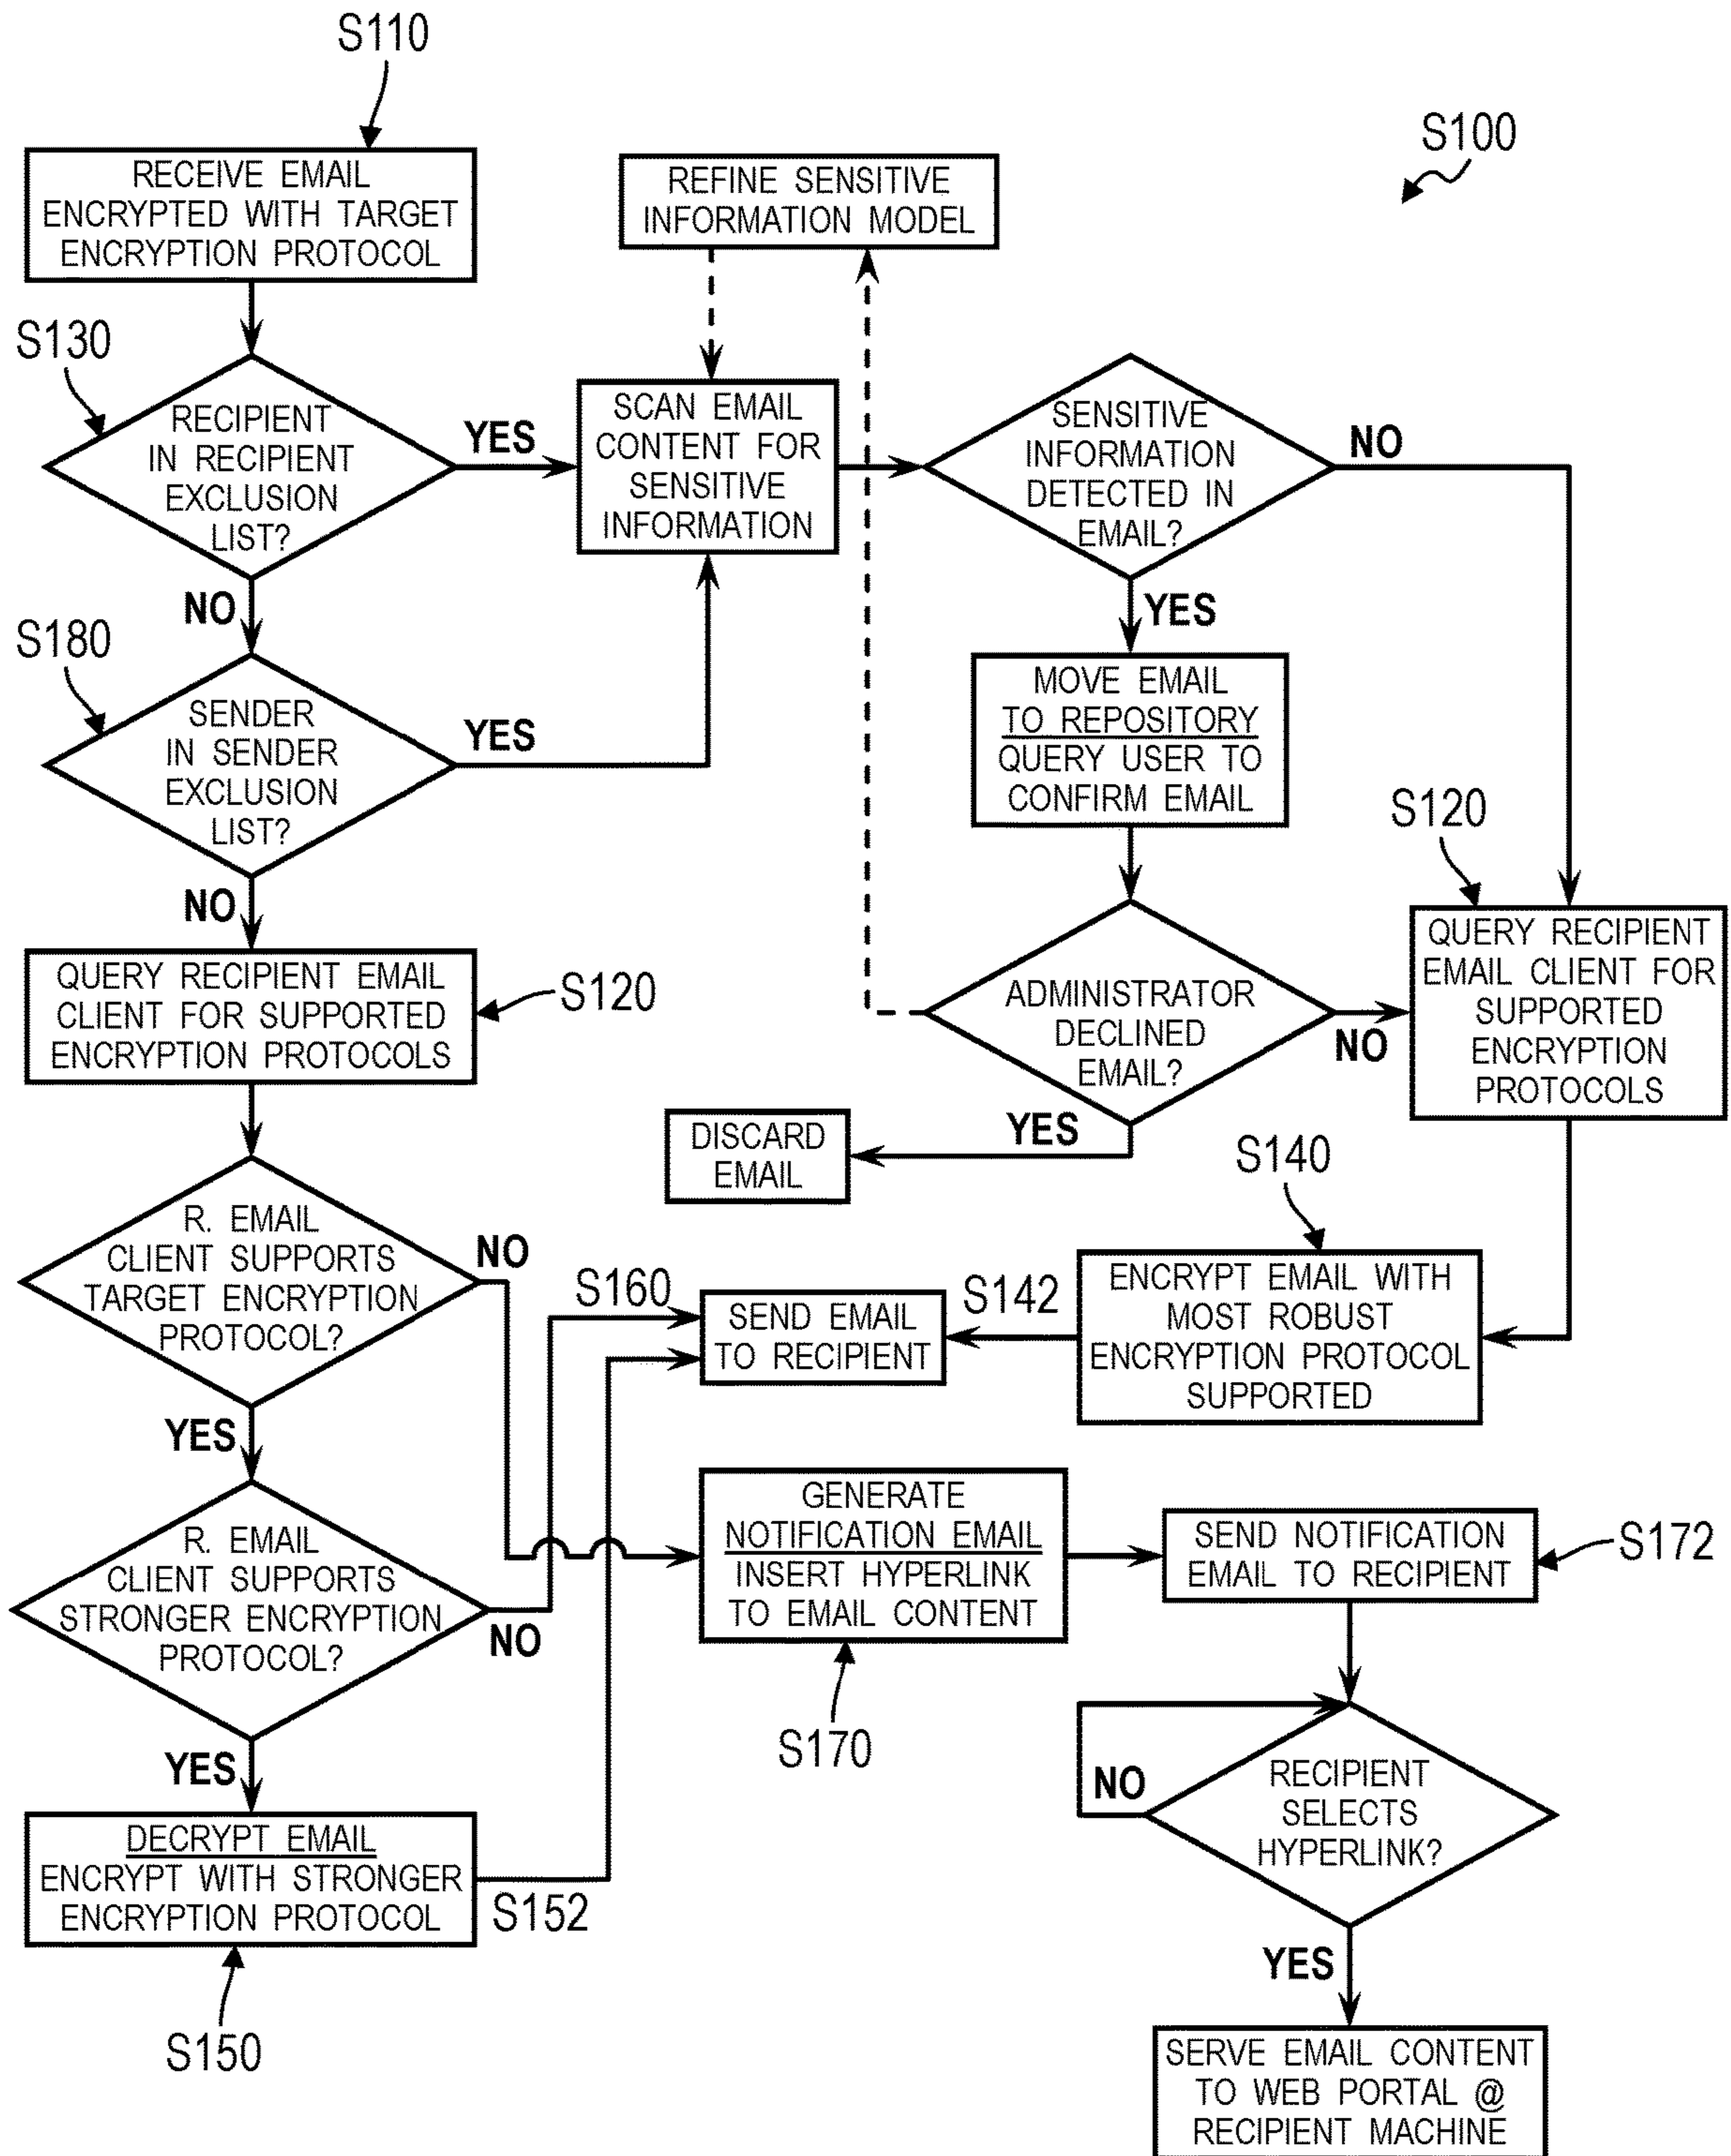 S110
S100
RECEIVE EMAIL
ENCRYPTED WITH TARGET
ENCRYPTION PROTOCOL
REFINE SENSITIVE
INFORMATION MODEL
S130
RECIPIENT
IN RECIPIENT
EXCLUSION
LIST?
YES
NO
SCAN EMAIL
CONTENT FOR
SENSITIVE
INFORMATION
SENSITIVE
INFORMATION
DETECTED IN
EMAIL?
NO
YES
S180
SENDER
IN SENDER
EXCLUSION
LIST?
YES
NO
MOVE EMAIL
TO REPOSITORY
QUERY USER TO
CONFIRM EMAIL
S120
QUERY RECIPIENT
EMAIL CLIENT FOR
SUPPORTED
ENCRYPTION
PROTOCOLS
QUERY RECIPIENT EMAIL
CLIENT FOR SUPPORTED
ENCRYPTION PROTOCOLS
S120
ADMINISTRATOR
DECLINED
EMAIL?
NO
YES
DISCARD
EMAIL
S140
R. EMAIL
CLIENT SUPPORTS
TARGET ENCRYPTION
PROTOCOL?
NO
YES
S160
SEND EMAIL
TO RECIPIENT
S142
ENCRYPT EMAIL WITH
MOST ROBUST
ENCRYPTION PROTOCOL
SUPPORTED
R. EMAIL
CLIENT SUPPORTS
STRONGER ENCRYPTION
PROTOCOL?
NO
YES
GENERATE
NOTIFICATION EMAIL
INSERT HYPERLINK
TO EMAIL CONTENT
S170
SEND NOTIFICATION
EMAIL TO RECIPIENT
S172
DECRYPT EMAIL
ENCRYPT WITH STRONGER
ENCRYPTION PROTOCOL
S152
S150
RECIPIENT
SELECTS
HYPERLINK?
NO
YES
SERVE EMAIL CONTENT
TO WEB PORTAL @
RECIPIENT MACHINE